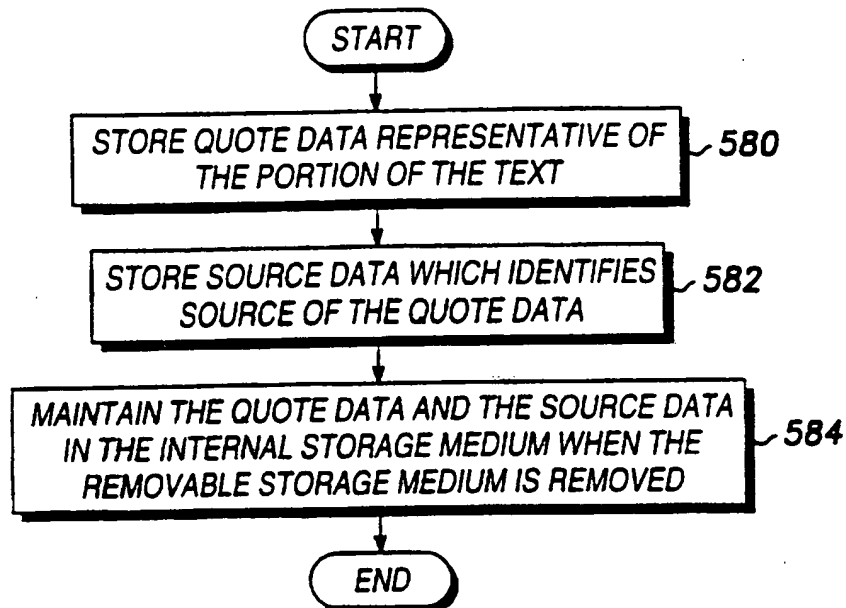 START
STORE QUOTE DATA REPRESENTATIVE OF
THE PORTION OF THE TEXT
580
STORE SOURCE DATA WHICH IDENTIFIES
SOURCE OF THE QUOTE DATA
582
MAINTAIN THE QUOTE DATA AND THE SOURCE DATA
IN THE INTERNAL STORAGE MEDIUM WHEN THE
REMOVABLE STORAGE MEDIUM IS REMOVED
584
END